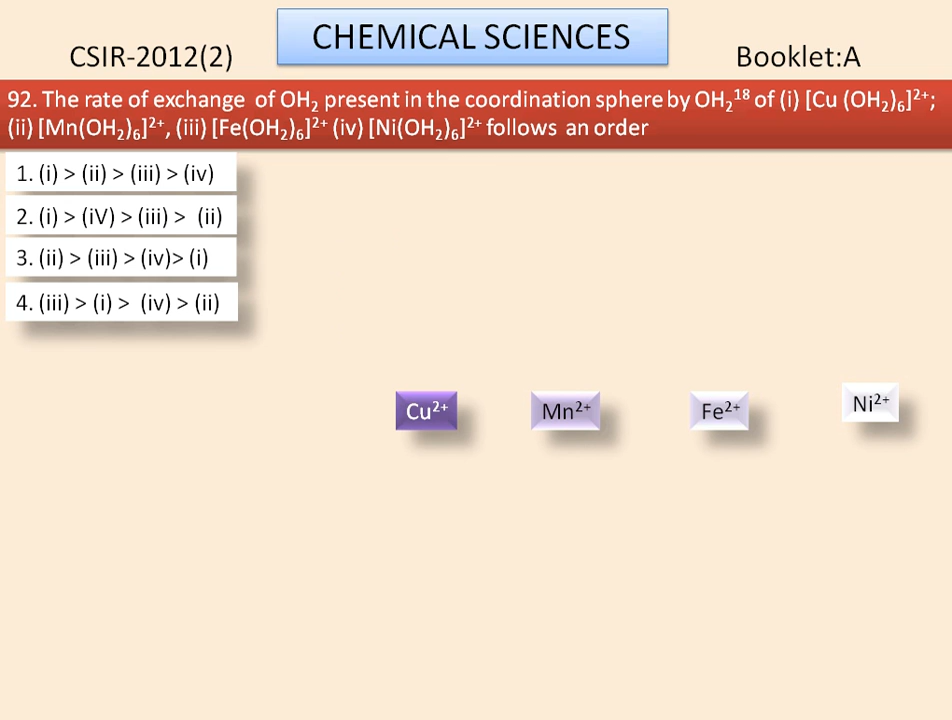 CHEMICAL SCIENCES
CSIR-2012(2)
Booklet:A
92. The rate of exchange of OH₂ present in the coordination sphere by OH₂¹⁸ of (i) [Cu (OH₂)₆]²⁺;
(ii) [Mn(OH₂)₆]²⁺, (iii) [Fe(OH₂)₆]²⁺ (iv) [Ni(OH₂)₆]²⁺ follows an order
1. (i) > (ii) > (iii) > (iv)
2. (i) > (iV) > (iii) > (ii)
3. (ii) > (iii) > (iv)> (i)
4. (iii) > (i) > (iv) > (ii)
Cu²⁺
Mn²⁺
Fe²⁺
Ni²⁺